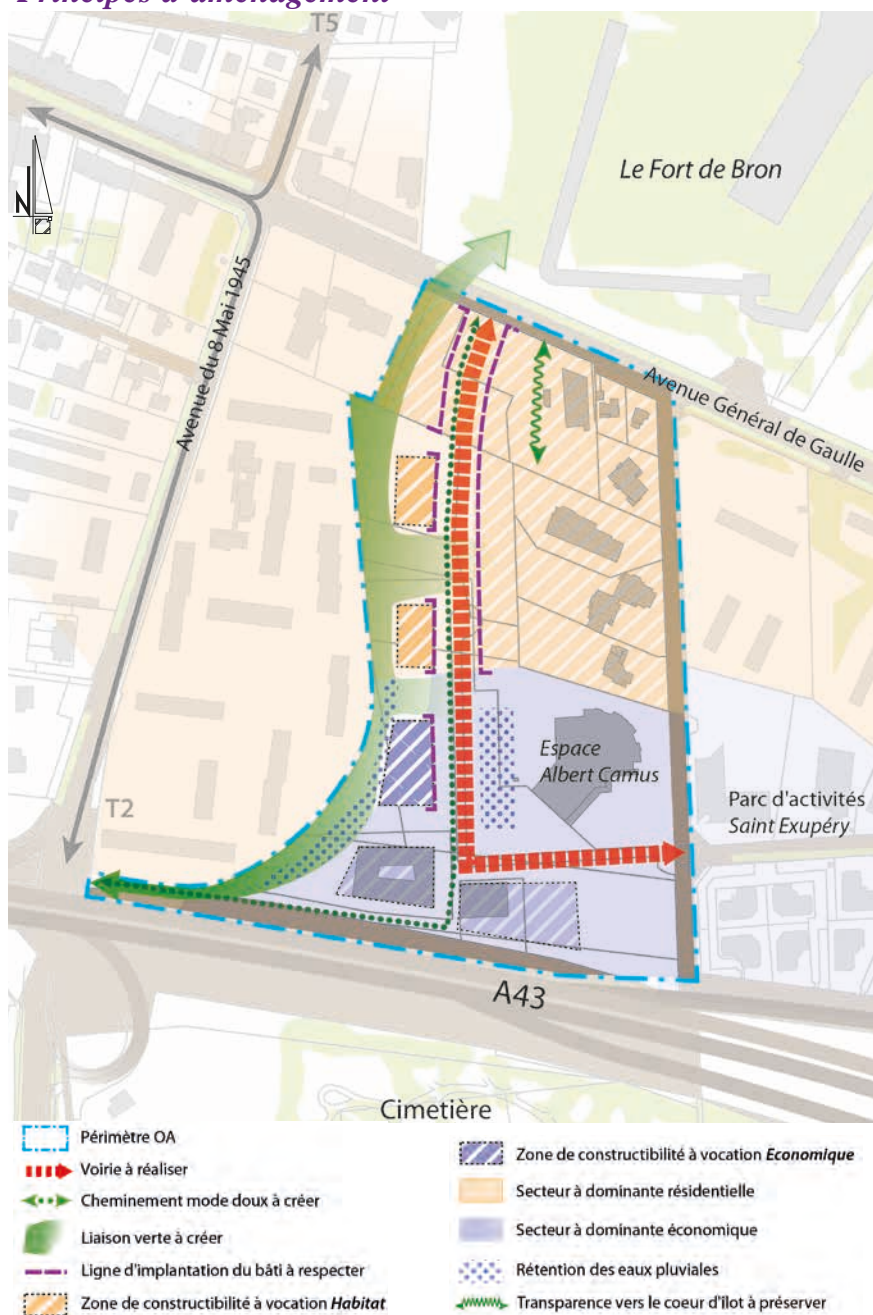 Principes d'aménagement
T5
Le Fort de Bron
N
Avenue du 8 Mai 1945
Avenue Général de Gaulle
Espace
Albert Camus
Parc d'activités
Saint Exupéry
T2
A43
Cimetière
Périmètre OA
Voirie à réaliser
Cheminement mode doux à créer
Liaison verte à créer
Ligne d'implantation du bâti à respecter
Zone de constructibilité à vocation Habitat
Zone de constructibilité à vocation Economique
Secteur à dominante résidentielle
Secteur à dominante économique
Rétention des eaux pluviales
Transparence vers le coeur d'îlot à préserver